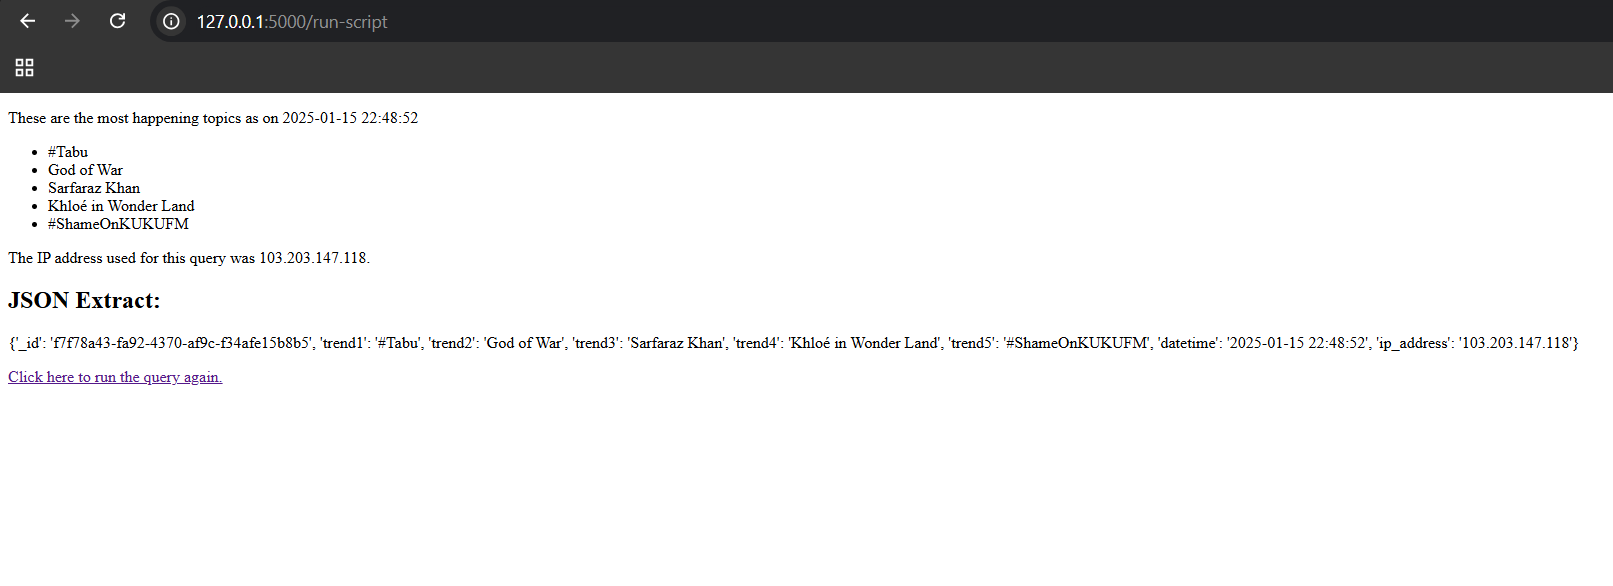 127.0.0.1:5000/run-script
These are the most happening topics as on 2025-01-15 22:48:52
#Tabu
God of War
Sarfaraz Khan
Khloé in Wonder Land
#ShameOnKUKUFM
The IP address used for this query was 103.203.147.118.
JSON Extract:
{'_id': 'f7f78a43-fa92-4370-af9c-f34afe15b8b5', 'trend1': '#Tabu', 'trend2': 'God of War', 'trend3': 'Sarfaraz Khan', 'trend4': 'Khloé in Wonder Land', 'trend5': '#ShameOnKUKUFM', 'datetime': '2025-01-15 22:48:52', 'ip_address': '103.203.147.118'}
Click here to run the query again.